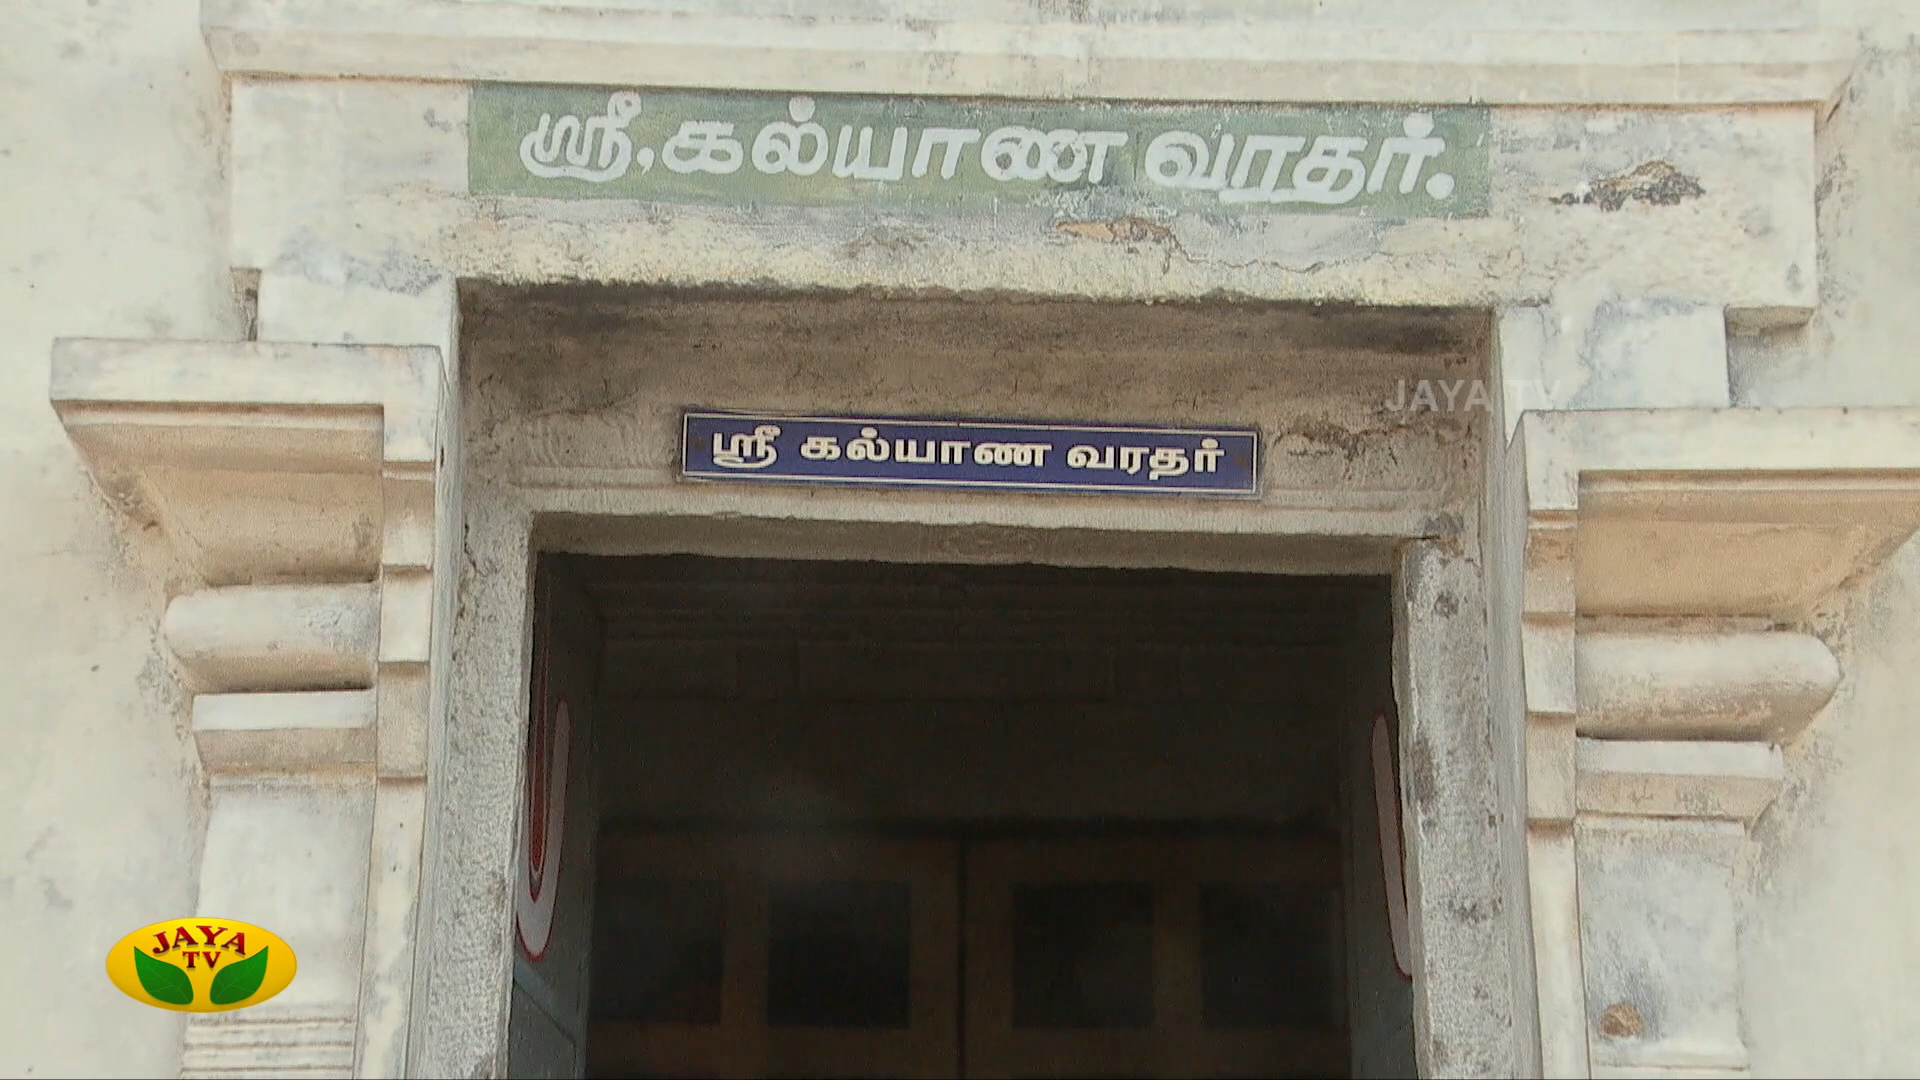 ஸ்ரீ.கல்யாண வரதர்.
JAYA TV
ஸ்ரீ கல்யாண வரதர்
JAYA
TV